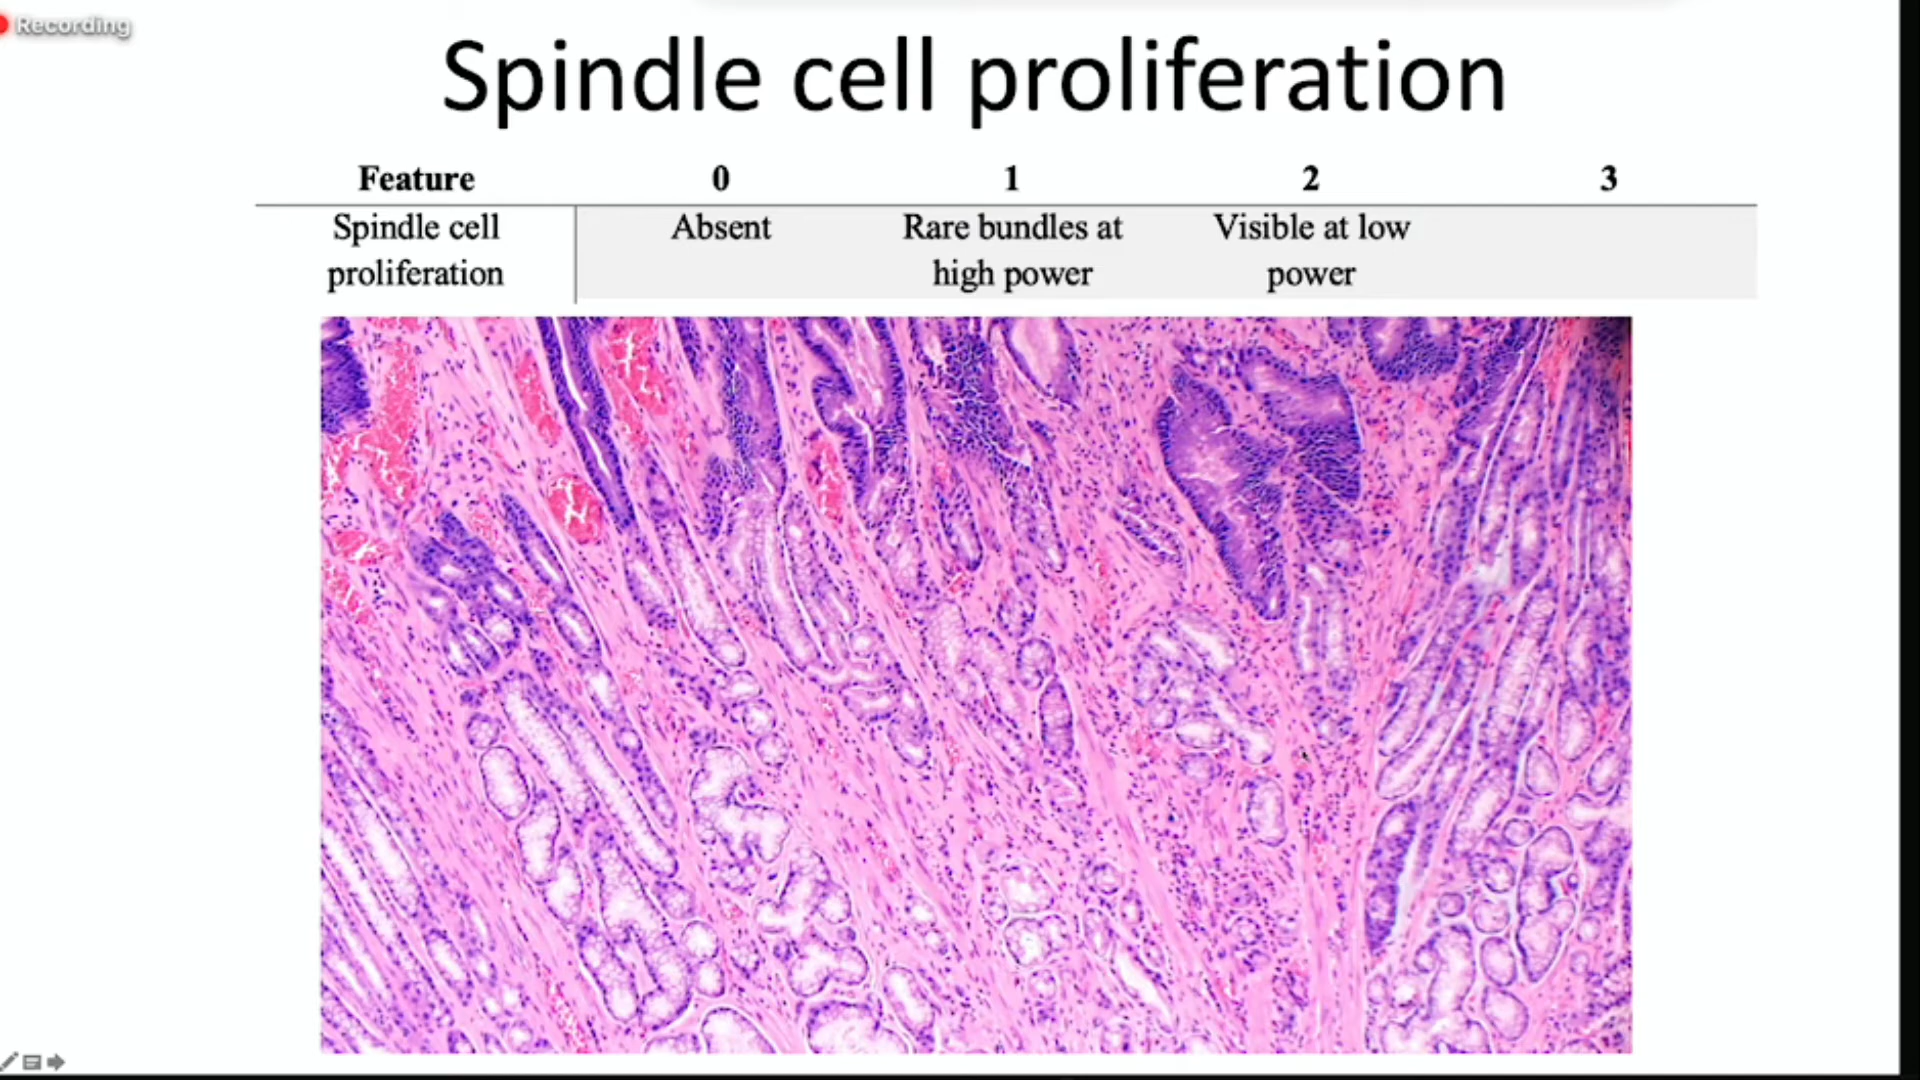 Recording
Spindle cell proliferation
Feature 0 1 2 3
Spindle cell Absent Rare bundles at Visible at low
proliferation high power power